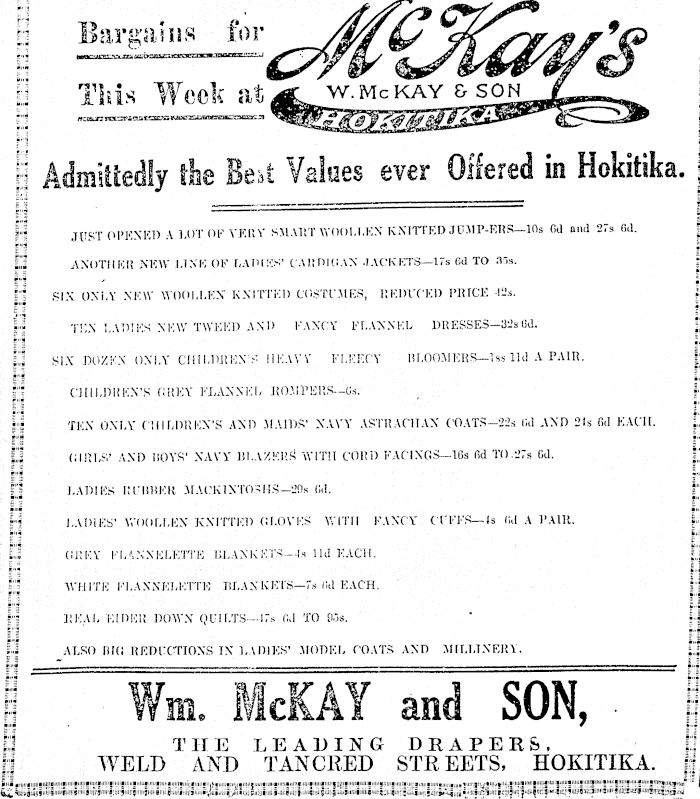 Bargains for
This Week at
McKay's
W. McKAY & SON
HOKITIKA
Admittedly the Best Values ever Offered in Hokitika.
JUST OPENED A LOT OF VERY SMART WOOLLEN KNITTED JUMP-ERS—10s 6d and 27s 6d.
ANOTHER NEW LINE OF LADIES' CARDIGAN JACKETS—17s 6d TO 35s.
SIX ONLY NEW WOOLLEN KNITTED COSTUMES, REDUCED PRICE 42s.
TEN LADIES NEW TWEED AND FANCY FLANNEL DRESSES—32s 6d.
SIX DOZEN ONLY CHILDREN'S HEAVY FLEECY BLOOMERS—1ss 11d A PAIR.
CHILDREN'S GREY FLANNEL ROMPERS—6s.
TEN ONLY CHILDREN'S AND MAIDS' NAVY ASTRACHAN COATS—22s 6d AND 24s 6d EACH.
GIRLS' AND BOYS' NAVY BLAZERS WITH CORD FACINGS—16s 6d TO 27s 6d.
LADIES RUBBER MACKINTOSHS—29s 6d.
LADIES' WOOLLEN KNITTED GLOVES WITH FANCY CUFFS—4s 6d A PAIR.
GREY FLANNELETTE BLANKETS—4s 11d EACH.
WHITE FLANNELETTE BLANKETS—7s 6d EACH.
REAL EIDER DOWN QUILTS—47s 6d TO 95s.
ALSO BIG REDUCTIONS IN LADIES' MODEL COATS AND MILLINERY.
Wm. McKAY and SON,
THE LEADING DRAPERS,
WELD AND TANCRED STREETS, HOKITIKA.